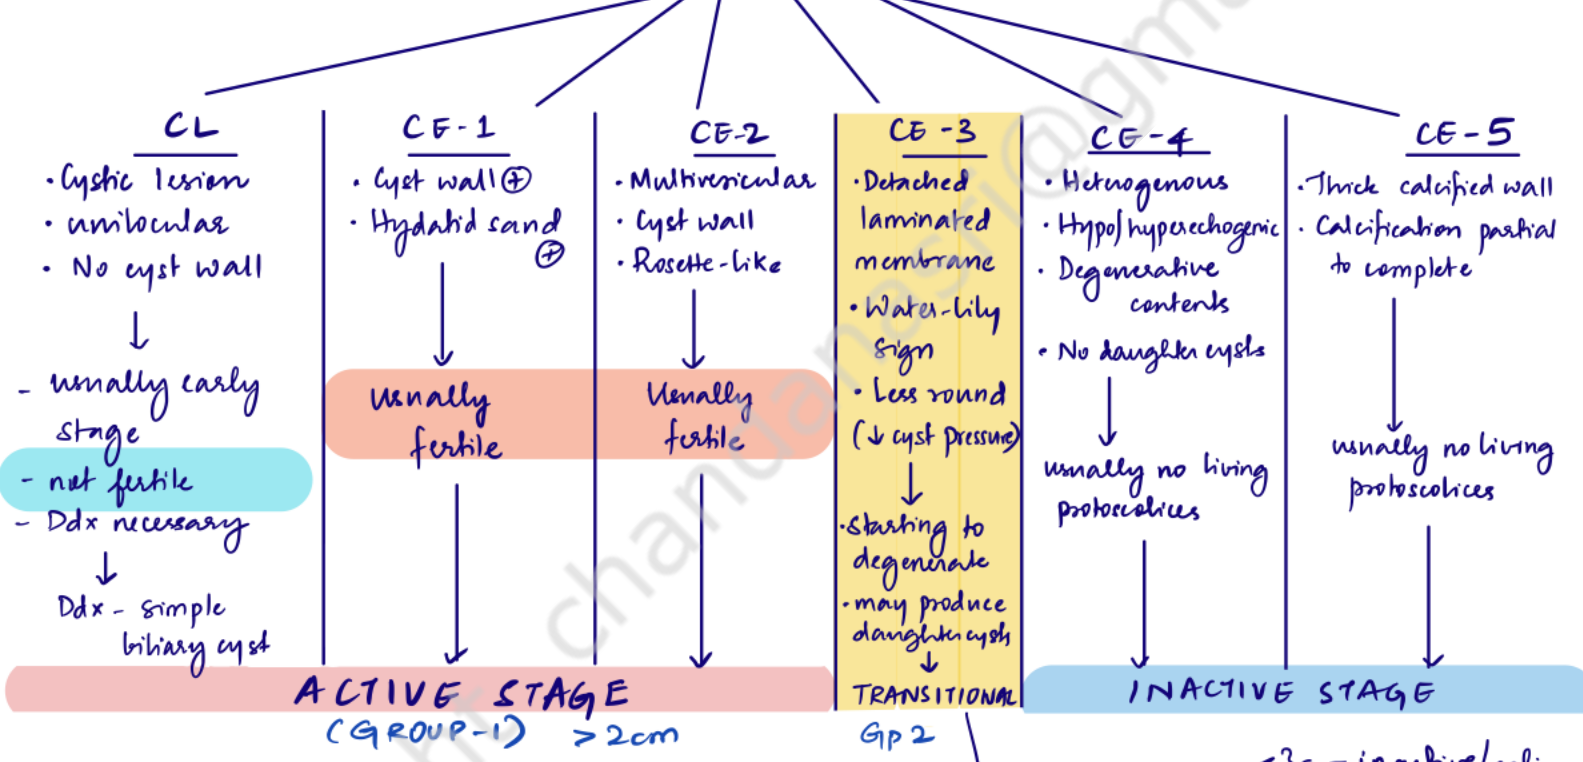 CL
• Cystic lesion
• unilocular
• No cyst wall
↓
- usually early
stage
- not fertile
- Ddx necessary
↓
Ddx - simple
biliary cyst
CE-1
• Cyst wall ⊕
• Hydatid sand
⊕
↓
Usually
fertile
CE-2
• Multivesicular
• Cyst wall
• Rosette-like
↓
Usually
fertile
CE -3
• Detached
laminated
membrane
• Water-lily
sign
• Less round
(↓ cyst pressure)
↓
• Starting to
degenerate
• may produce
daughter cysts
↓
TRANSITIONAL
Gp 2
CE-4
• Heterogenous
• Hypo/hyperechogenic
• Degenerative
contents
• No daughter cysts
↓
usually no living
protoscolices
CE-5
• Thick calcified wall
• Calcification partial
to complete
↓
usually no living
protoscolices
ACTIVE STAGE
(GROUP-1) >2cm
INACTIVE STAGE
chandanasri@gm